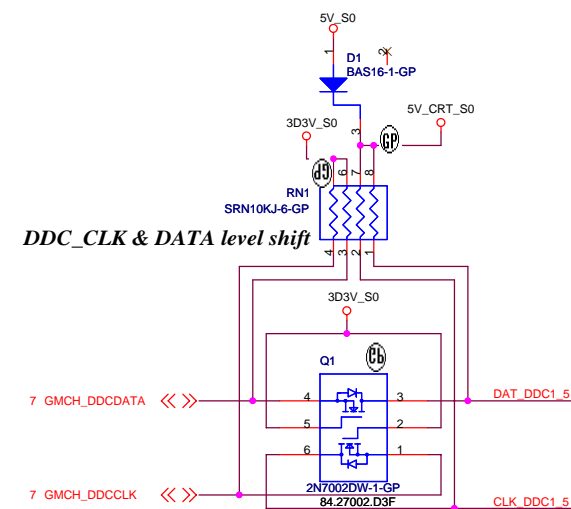 5V_S0
1
2
D1
BAS16-1-GP
3D3V_S0
3
GP
5V_CRT_S0
GP
6
7
8
RN1
SRN10KJ-6-GP
DDC_CLK & DATA level shift
4
3
2
1
3D3V_S0
Q1
7 GMCH_DDCDATA
4
3
DAT_DDC1_5
5
2
6
1
7 GMCH_DDCCLK
2N7002DW-1-GP
84.27002.D3F
CLK_DDC1_5